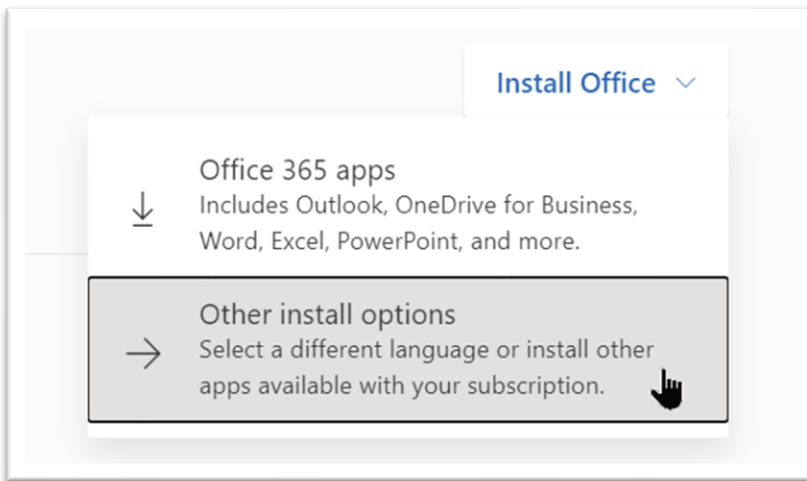 Install Office
Office 365 apps
Includes Outlook, OneDrive for Business,
Word, Excel, PowerPoint, and more.
Other install options
Select a different language or install other
apps available with your subscription.